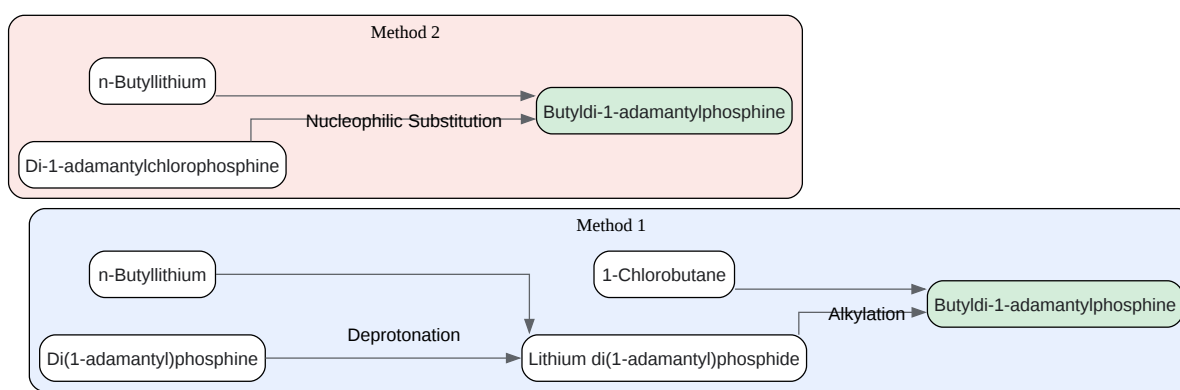 Method 2
n-Butyllithium
Butyldi-1-adamantylphosphine
Nucleophilic Substitution
Di-1-adamantylchlorophosphine
Method 1
n-Butyllithium
1-Chlorobutane
Butyldi-1-adamantylphosphine
Alkylation
Deprotonation
Di(1-adamantyl)phosphine
Lithium di(1-adamantyl)phosphide